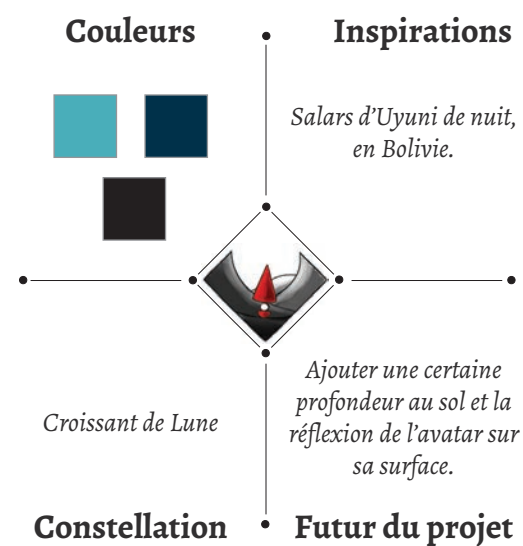 Couleurs
Inspirations
Salars d’Uyuni de nuit,
en Bolivie.
Croissant de Lune
Ajouter une certaine
profondeur au sol et la
réflexion de l’avatar sur
sa surface.
Constellation
Futur du projet